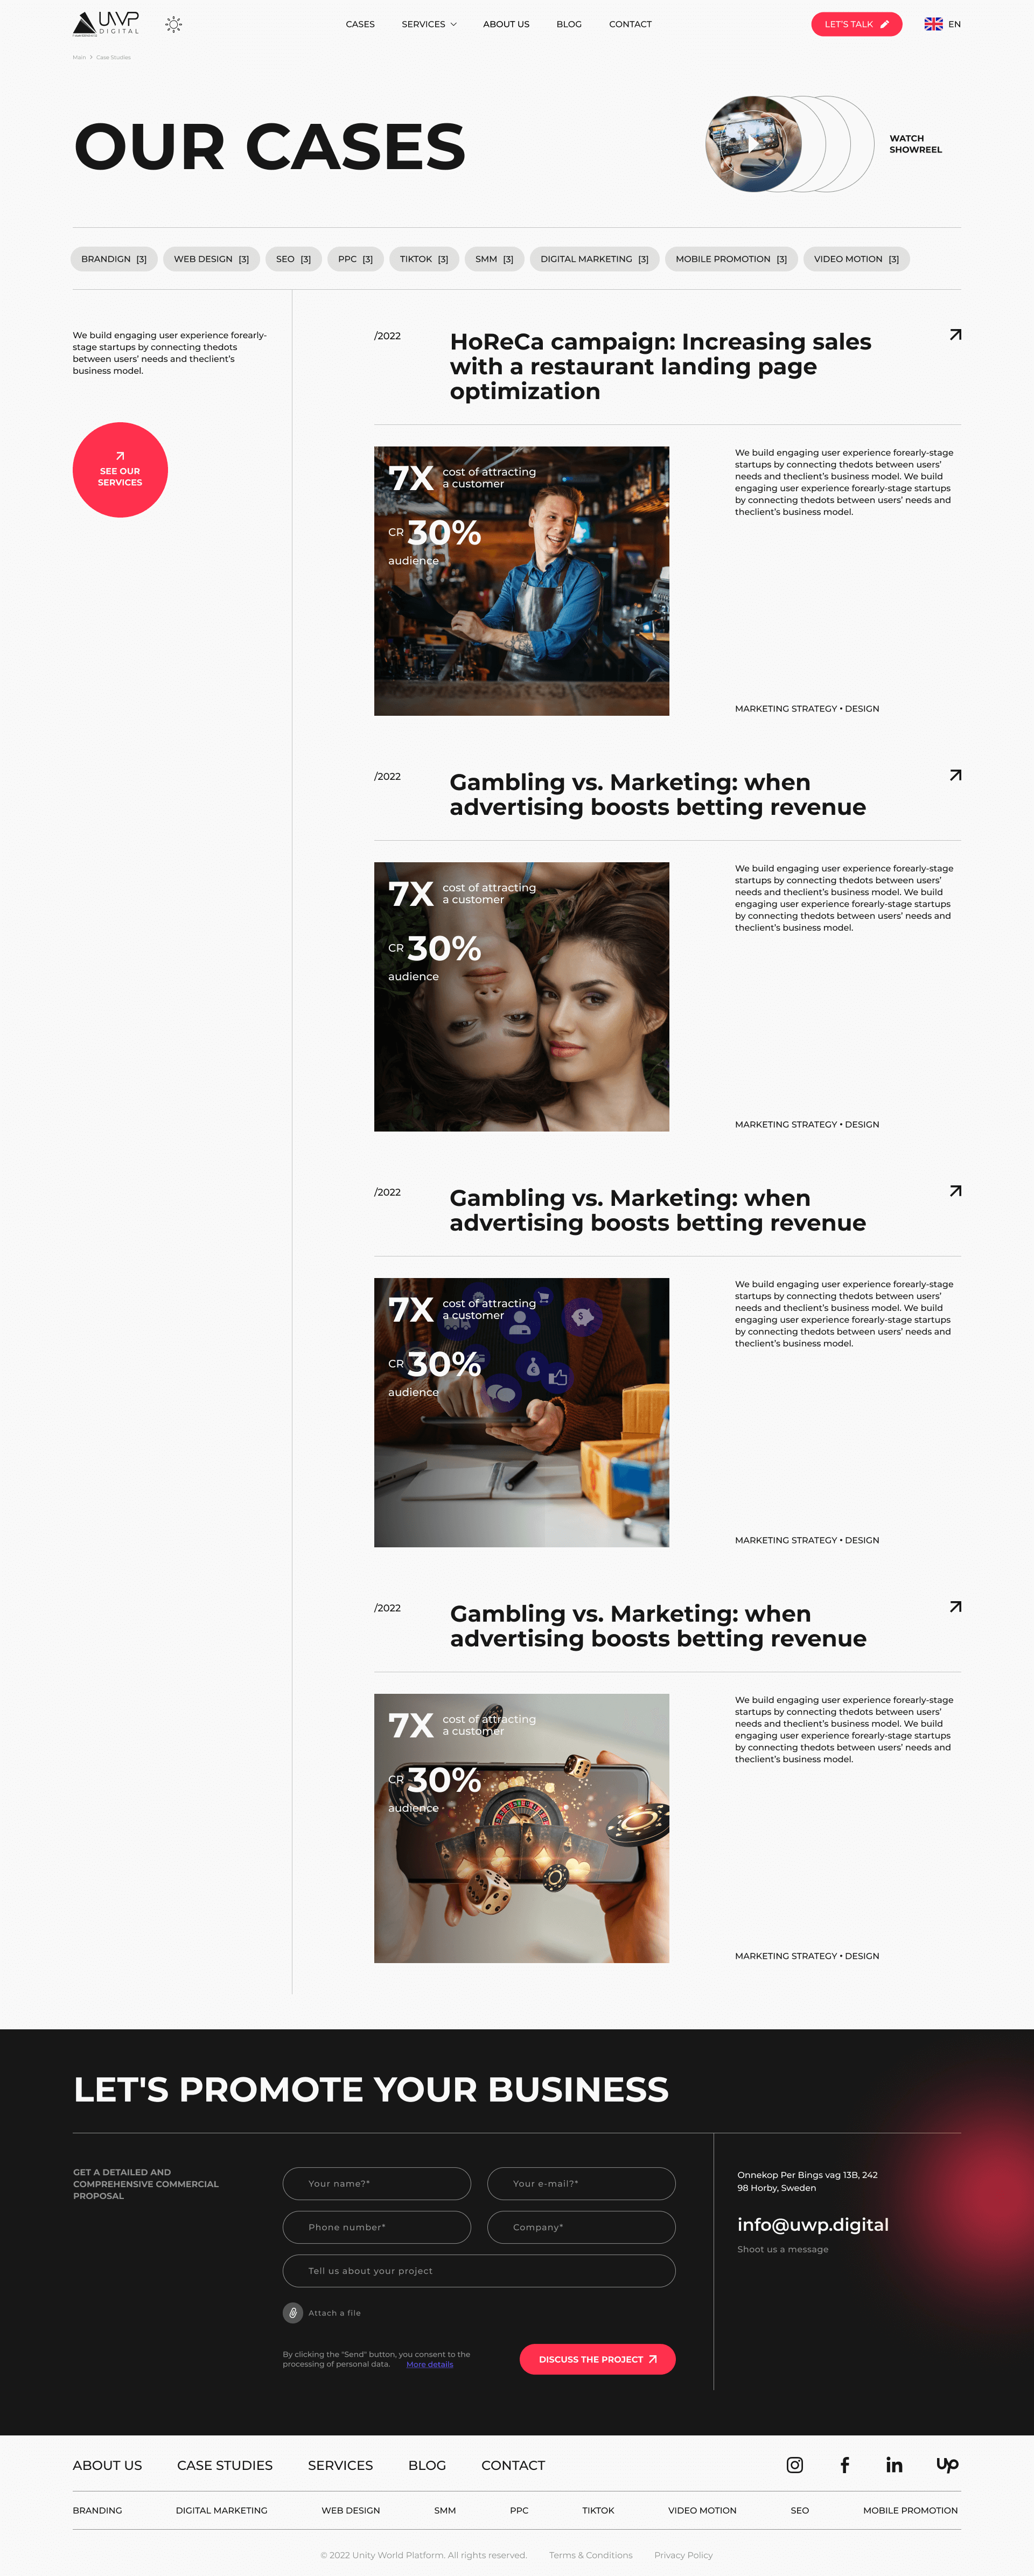 UWP
DIGITAL
CASES
SERVICES
ABOUT US
BLOG
CONTACT
LET'S TALK
EN
Main > Case Studies
OUR CASES
WATCH
SHOWREEL
BRANDIGN [3]
WEB DESIGN [3]
SEO [3]
PPC [3]
TIKTOK [3]
SMM [3]
DIGITAL MARKETING [3]
MOBILE PROMOTION [3]
VIDEO MOTION [3]
We build engaging user experience forearly-
stage startups by connecting thedots
between users' needs and theclient's
business model.
SEE OUR
SERVICES
/2022
HoReCa campaign: Increasing sales
with a restaurant landing page
optimization
7X cost of attracting
a customer
CR 30%
audience
We build engaging user experience forearly-stage
startups by connecting thedots between users'
needs and theclient's business model. We build
engaging user experience forearly-stage startups
by connecting thedots between users' needs and
theclient's business model.
MARKETING STRATEGY • DESIGN
/2022
Gambling vs. Marketing: when
advertising boosts betting revenue
7X cost of attracting
a customer
CR 30%
audience
We build engaging user experience forearly-stage
startups by connecting thedots between users'
needs and theclient's business model. We build
engaging user experience forearly-stage startups
by connecting thedots between users' needs and
theclient's business model.
MARKETING STRATEGY • DESIGN
/2022
Gambling vs. Marketing: when
advertising boosts betting revenue
7X cost of attracting
a customer
CR 30%
audience
We build engaging user experience forearly-stage
startups by connecting thedots between users'
needs and theclient's business model. We build
engaging user experience forearly-stage startups
by connecting thedots between users' needs and
theclient's business model.
MARKETING STRATEGY • DESIGN
/2022
Gambling vs. Marketing: when
advertising boosts betting revenue
7X cost of attracting
a customer
CR 30%
audience
We build engaging user experience forearly-stage
startups by connecting thedots between users'
needs and theclient's business model. We build
engaging user experience forearly-stage startups
by connecting thedots between users' needs and
theclient's business model.
MARKETING STRATEGY • DESIGN
LET'S PROMOTE YOUR BUSINESS
GET A DETAILED AND
COMPREHENSIVE COMMERCIAL
PROPOSAL
Your name?*
Your e-mail?*
Phone number*
Company*
Tell us about your project
Attach a file
By clicking the "Send" button, you consent to the
processing of personal data. More details
DISCUSS THE PROJECT
Onnekop Per Bings vag 13B, 242
98 Horby, Sweden
info@uwp.digital
Shoot us a message
ABOUT US
CASE STUDIES
SERVICES
BLOG
CONTACT
BRANDING
DIGITAL MARKETING
WEB DESIGN
SMM
PPC
TIKTOK
VIDEO MOTION
SEO
MOBILE PROMOTION
© 2022 Unity World Platform. All rights reserved.
Terms & Conditions
Privacy Policy